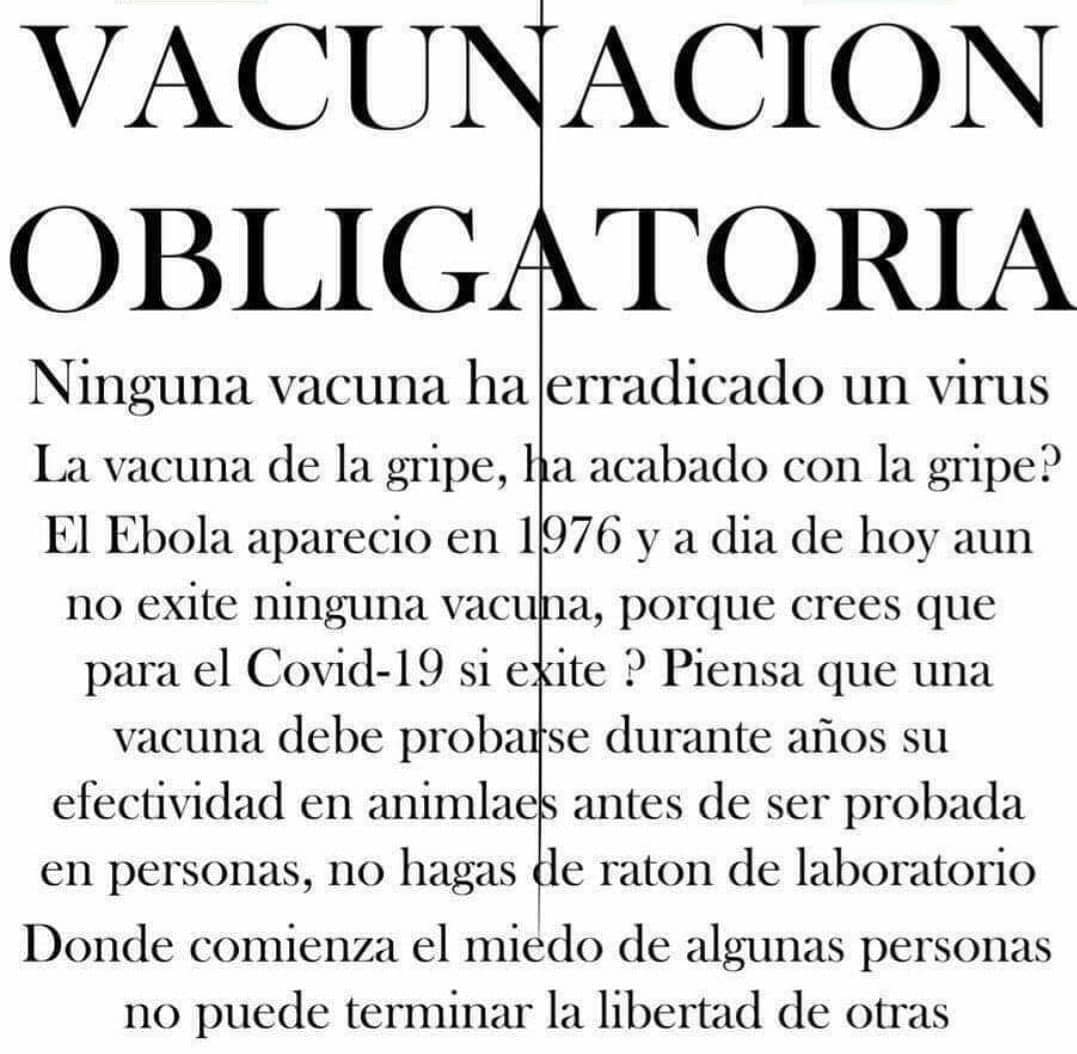 VACUNACION
OBLIGATORIA
Ninguna vacuna ha erradicado un virus
La vacuna de la gripe, ha acabado con la gripe?
El Ebola aparecio en 1976 y a dia de hoy aun
no exite ninguna vacuna, porque crees que
para el Covid-19 si exite ? Piensa que una
vacuna debe probarse durante años su
efectividad en animlaes antes de ser probada
en personas, no hagas de raton de laboratorio
Donde comienza el miedo de algunas personas
no puede terminar la libertad de otras